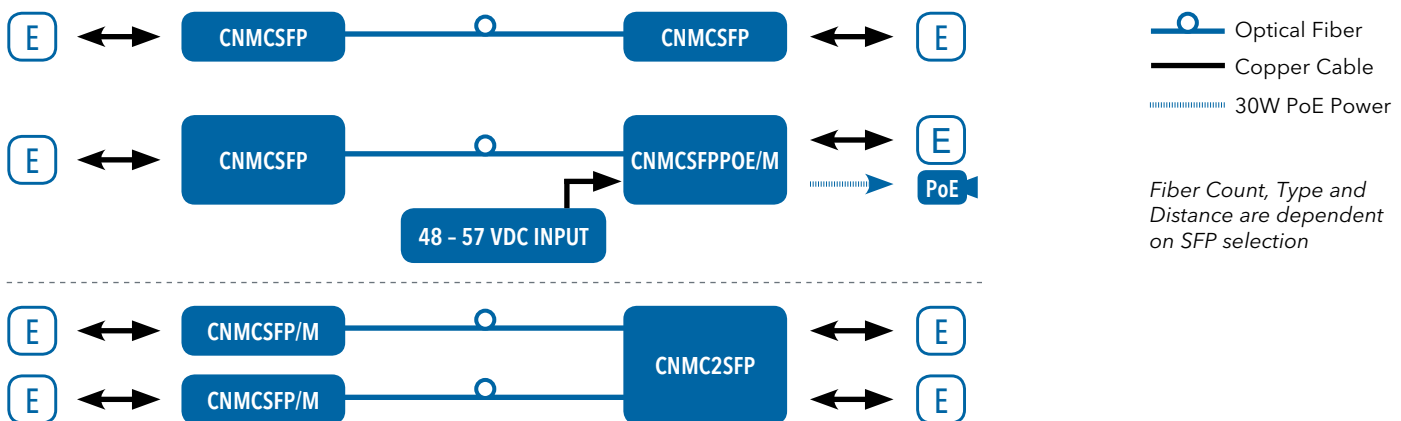 E CNMCSFP CNMCSFP E
E CNMCSFP CNMCSFPPOE/M E
PoE
48 – 57 VDC INPUT
E CNMCSFP/M E
CNMC2SFP
E CNMCSFP/M E
Optical Fiber
Copper Cable
30W PoE Power
Fiber Count, Type and
Distance are dependent
on SFP selection